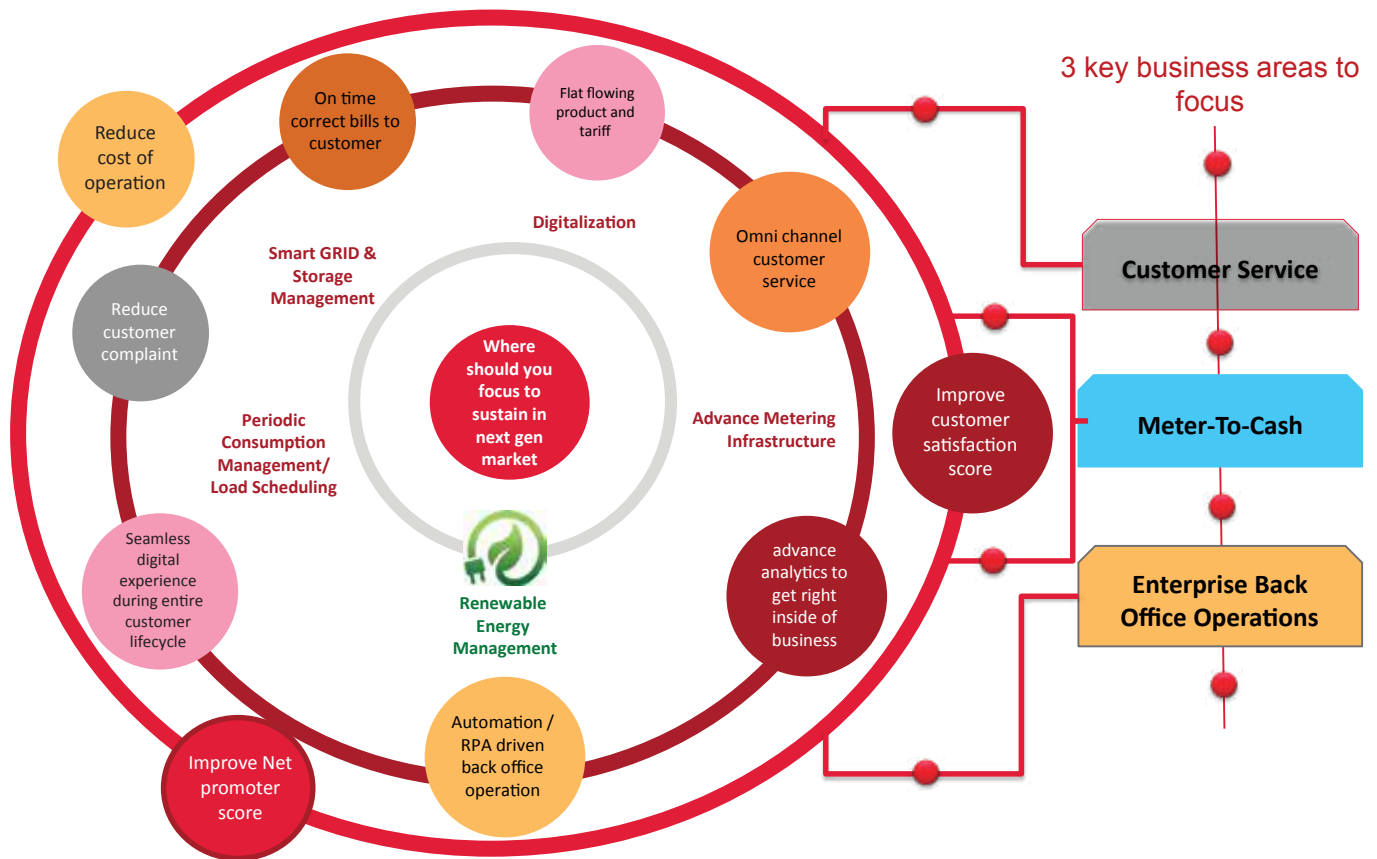 3 key business areas to
focus
On time
correct bills to
customer
Flat flowing
product and
tariff
Reduce
cost of
operation
Digitalization
Omni channel
customer
service
Smart GRID &
Storage
Management
Customer Service
Reduce
customer
complaint
Where
should you
focus to
sustain in
next gen
market
Improve
customer
satisfaction
score
Advance Metering
Infrastructure
Meter-To-Cash
Periodic
Consumption
Management/
Load Scheduling
Seamless
digital
experience
during entire
customer
lifecycle
advance
analytics to
get right
inside of
business
Enterprise Back
Office Operations
Renewable
Energy
Management
Automation /
RPA driven
back office
operation
Improve Net
promoter
score